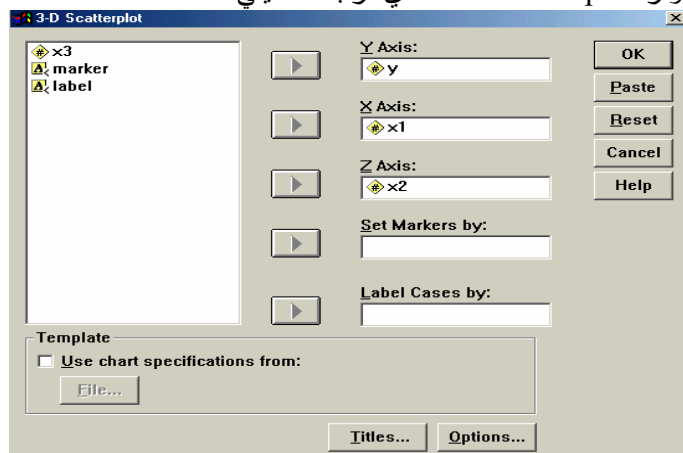 3-D Scatterplot
x3
marker
label
Y Axis:
y
X Axis:
x1
Z Axis:
x2
Set Markers by:
Label Cases by:
OK
Paste
Reset
Cancel
Help
Template
Use chart specifications from:
File...
Titles...
Options...